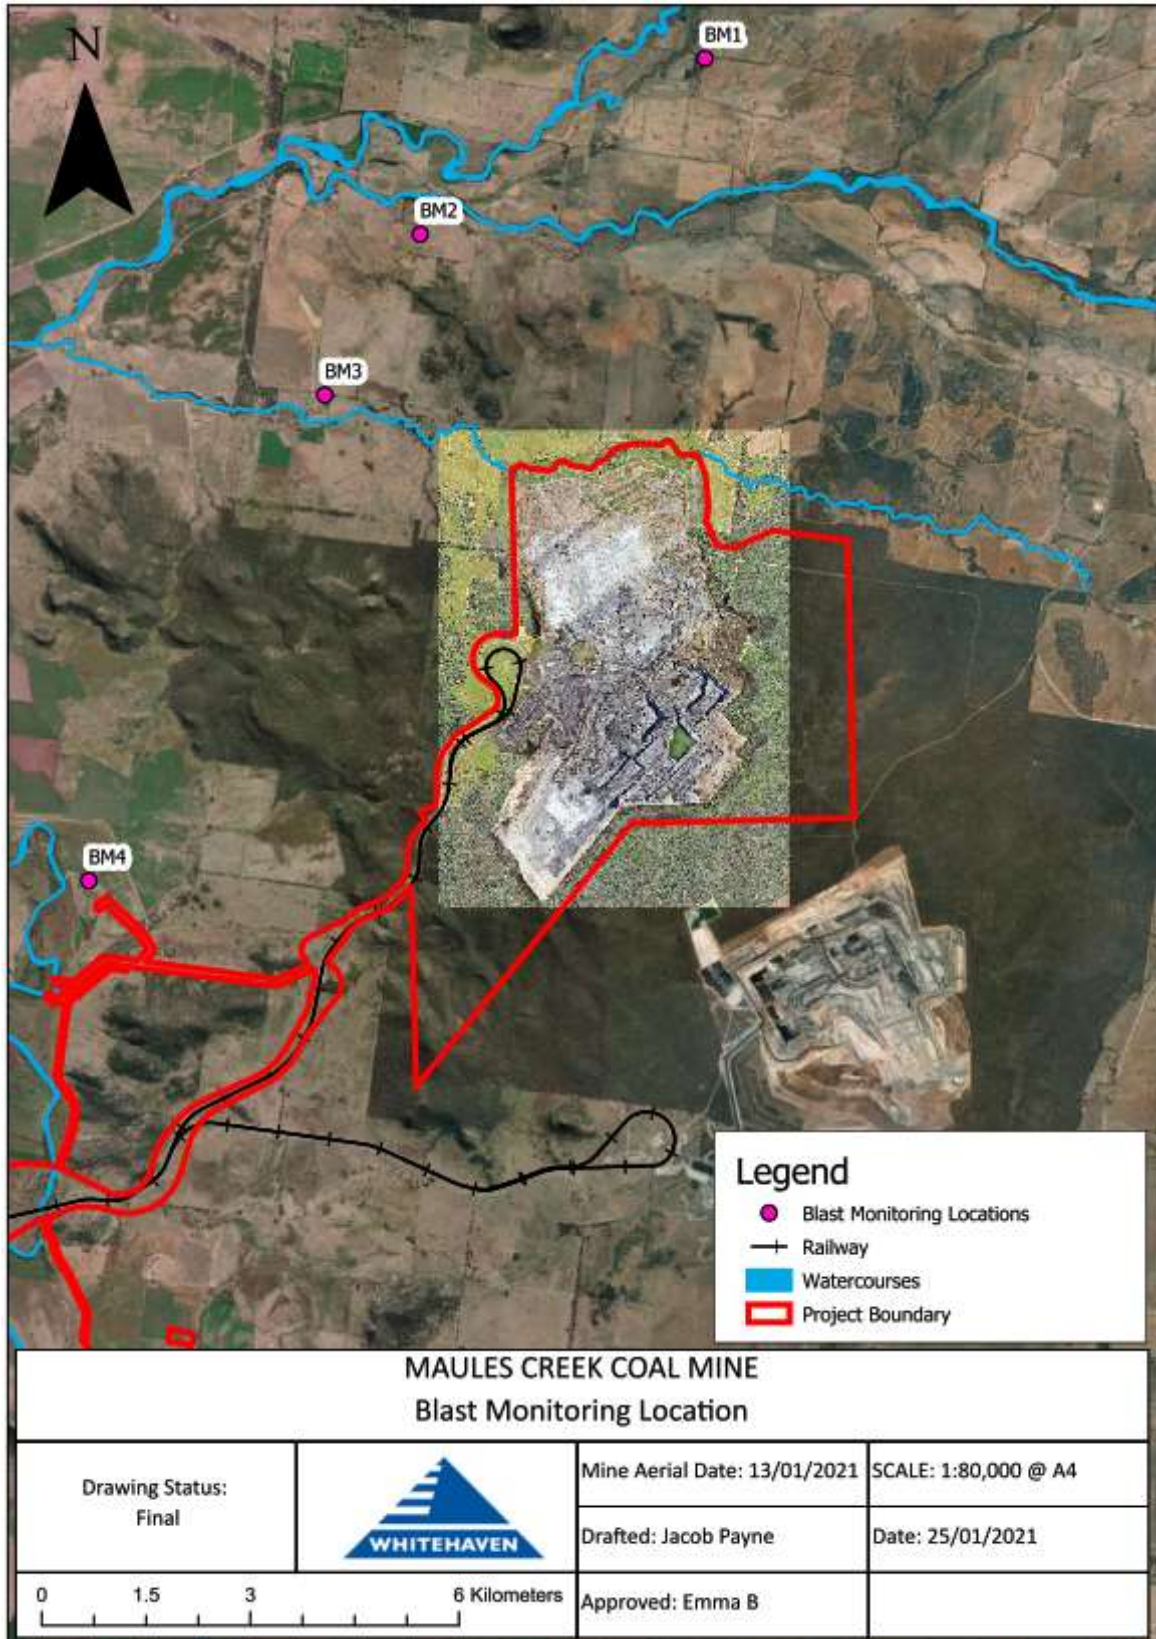 N
BM1
BM2
BM3
BM4
Legend
Blast Monitoring Locations
Railway
Watercourses
Project Boundary
MAULES CREEK COAL MINE
Blast Monitoring Location
Drawing Status:
Final
WHITEHAVEN
Mine Aerial Date: 13/01/2021
SCALE: 1:80,000 @ A4
Drafted: Jacob Payne
Date: 25/01/2021
0 1.5 3 6 Kilometers
Approved: Emma B